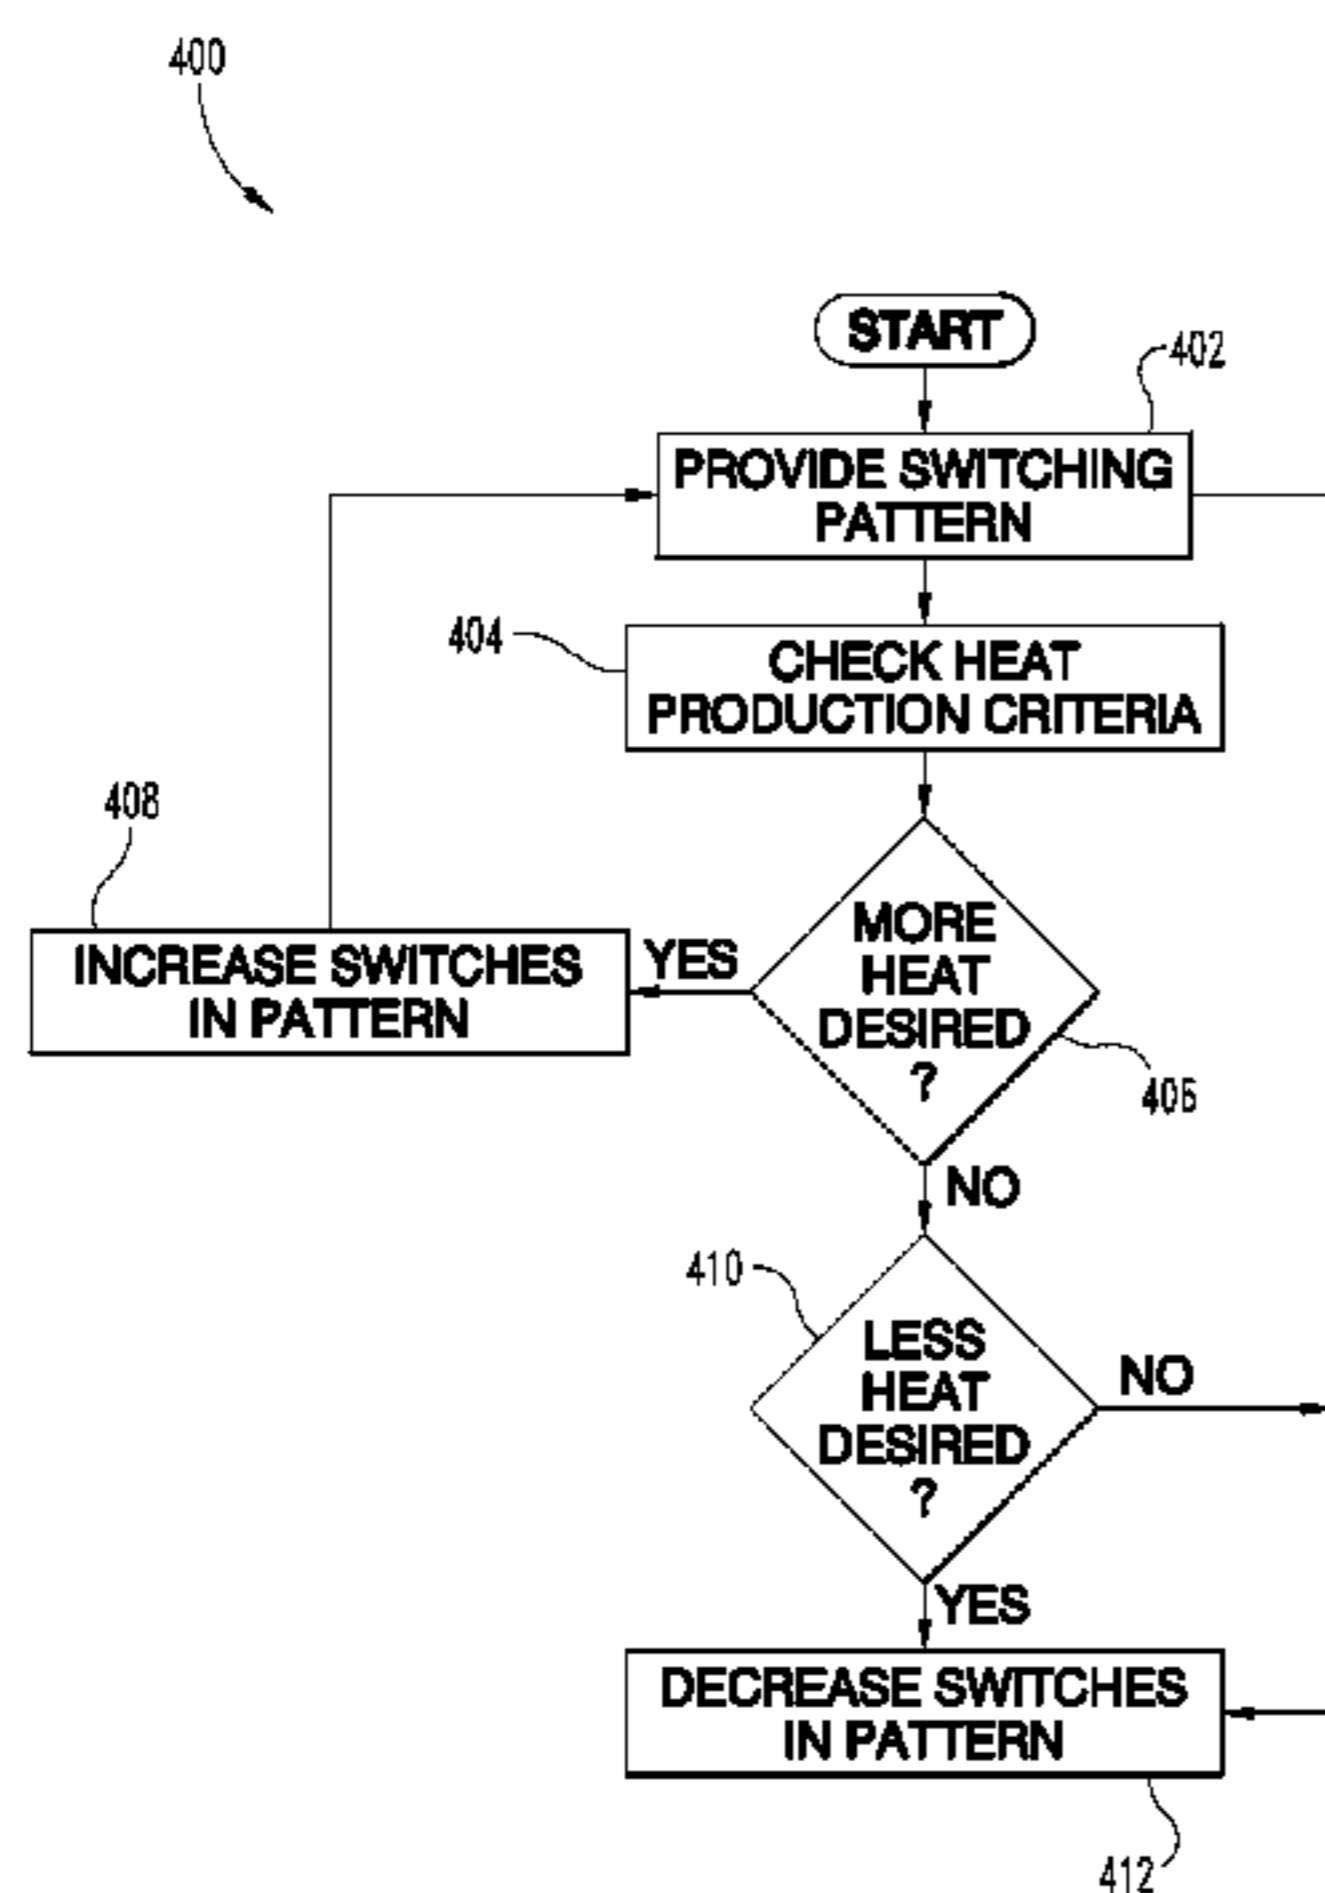 400
START
402
PROVIDE SWITCHING
PATTERN
404
CHECK HEAT
PRODUCTION CRITERIA
408
INCREASE SWITCHES
IN PATTERN
YES
MORE
HEAT
DESIRED
?
406
NO
410
LESS
HEAT
DESIRED
?
NO
YES
DECREASE SWITCHES
IN PATTERN
412